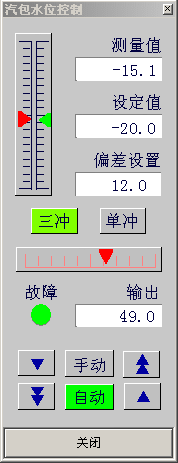 汽包水位控制
测量值
-15.1
设定值
-20.0
偏差设置
12.0
三冲 单冲
故障 输出
49.0
手动
自动
关闭